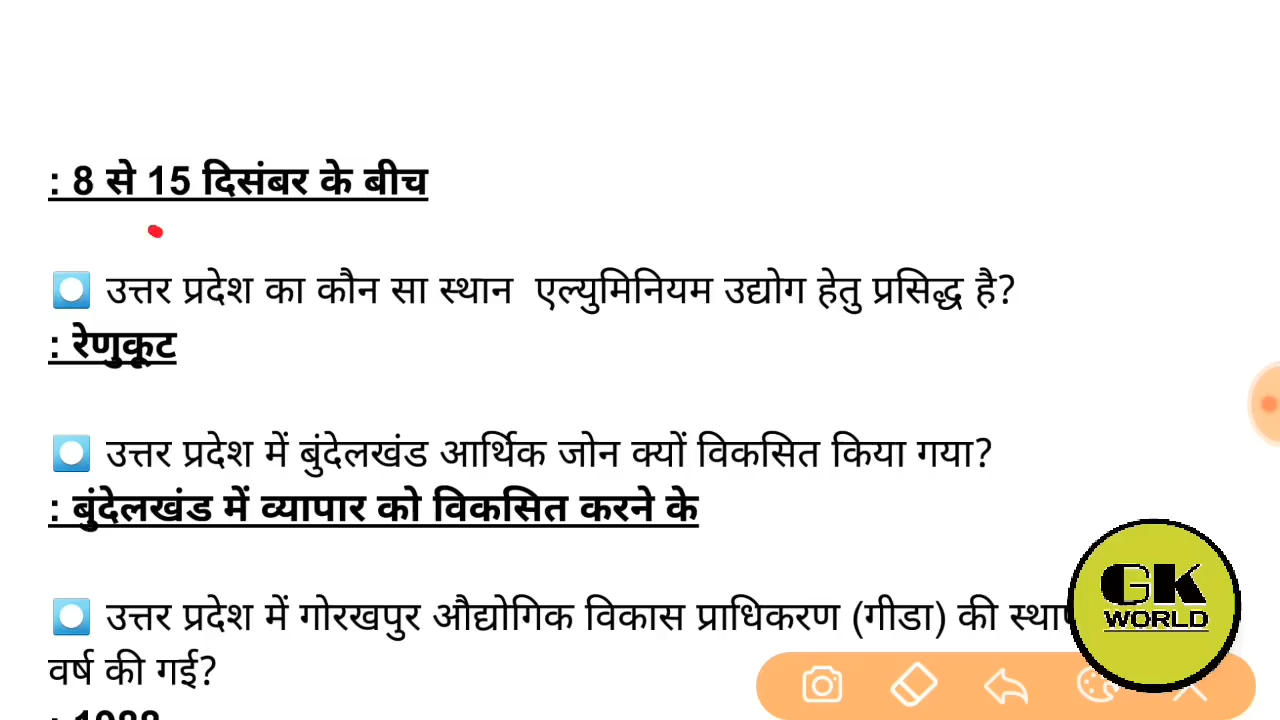 : 8 से 15 दिसंबर के बीच
उत्तर प्रदेश का कौन सा स्थान एल्युमिनियम उद्योग हेतु प्रसिद्ध है?
: रेणुकूट
उत्तर प्रदेश में बुंदेलखंड आर्थिक जोन क्यों विकसित किया गया?
: बुंदेलखंड में व्यापार को विकसित करने के
उत्तर प्रदेश में गोरखपुर औद्योगिक विकास प्राधिकरण (गीडा) की
वर्ष की गई?
GK
WORLD